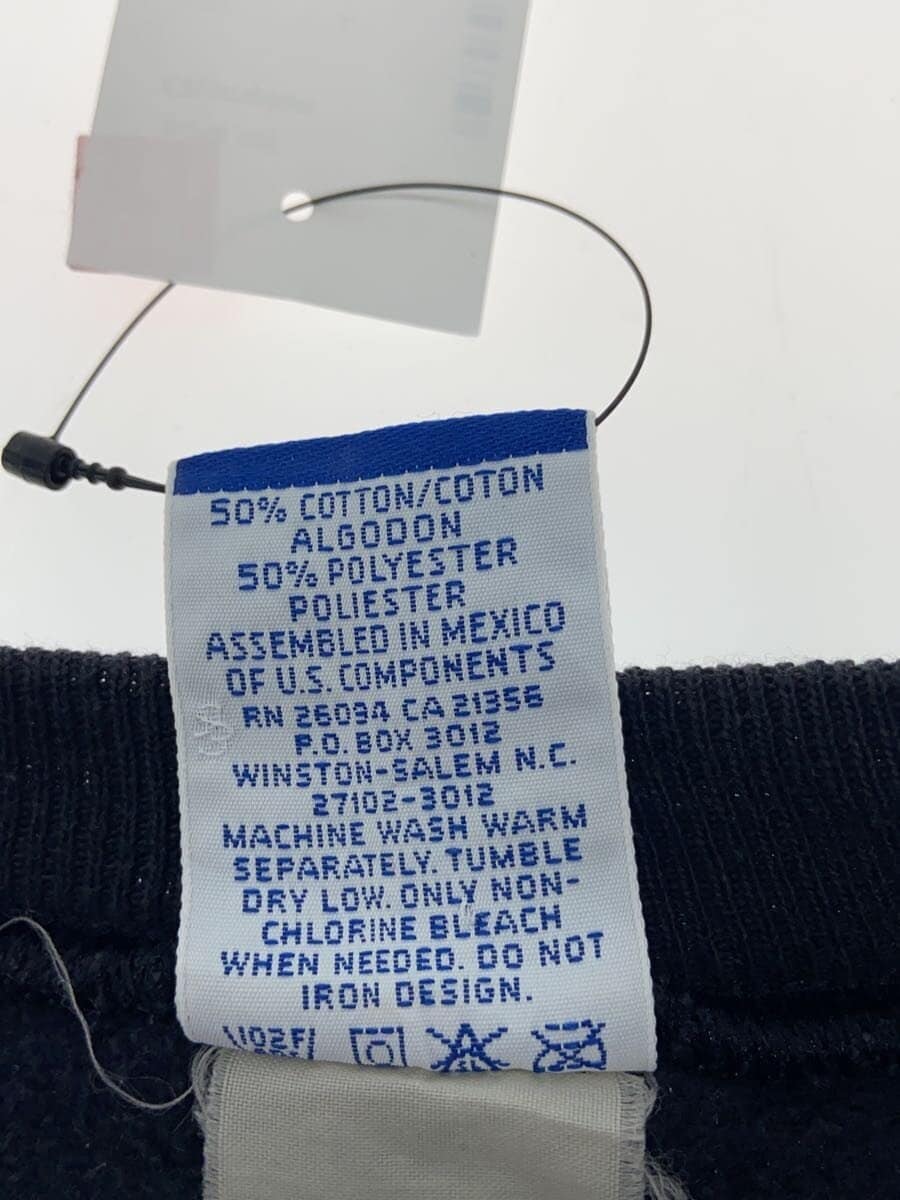 50% COTTON/COTON
ALGODON
50% POLYESTER
POLIESTER
ASSEMBLED IN MEXICO
OF U.S. COMPONENTS
RN 26094 CA 21356
P.O. BOX 3012
WINSTON-SALEM N.C.
27102-3012
MACHINE WASH WARM
SEPARATELY. TUMBLE
DRY LOW. ONLY NON-
CHLORINE BLEACH
WHEN NEEDED. DO NOT
IRON DESIGN.